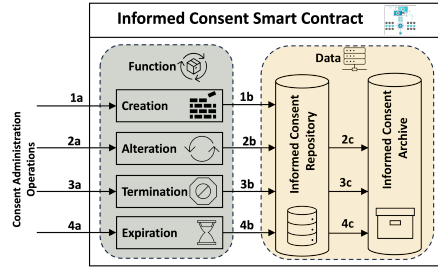 Informed Consent Smart Contract
Function
Data
Consent Administration
Operations
1a
Creation
1b
2a
Alteration
2b
2c
3a
Termination
3b
3c
4a
Expiration
4b
4c
Informed Consent
Repository
Informed Consent
Archive